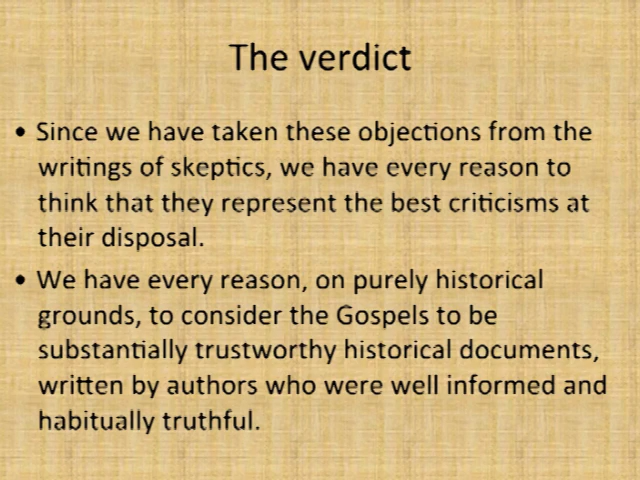 The verdict
• Since we have taken these objections from the
writings of skeptics, we have every reason to
think that they represent the best criticisms at
their disposal.
• We have every reason, on purely historical
grounds, to consider the Gospels to be
substantially trustworthy historical documents,
written by authors who were well informed and
habitually truthful.